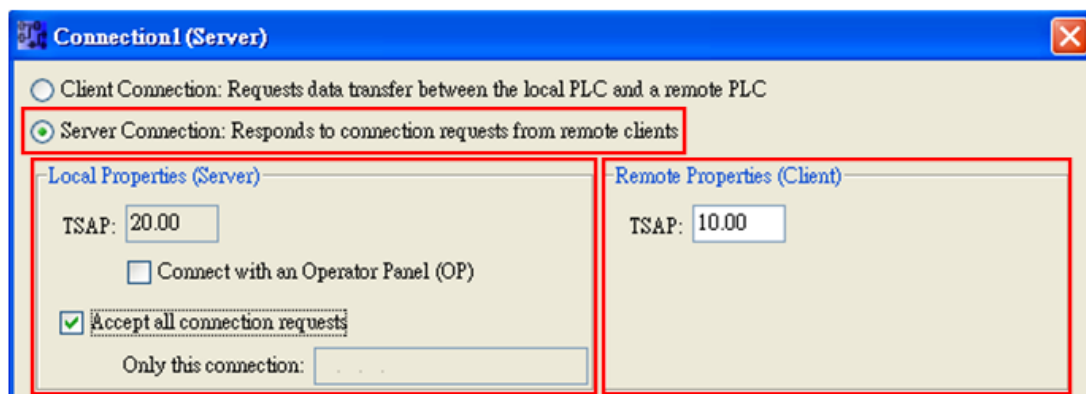 Connection1 (Server)
Client Connection: Requests data transfer between the local PLC and a remote PLC
Server Connection: Responds to connection requests from remote clients
Local Properties (Server)
TSAP: 20.00
Connect with an Operator Panel (OP)
Accept all connection requests
Only this connection: . . .
Remote Properties (Client)
TSAP: 10.00